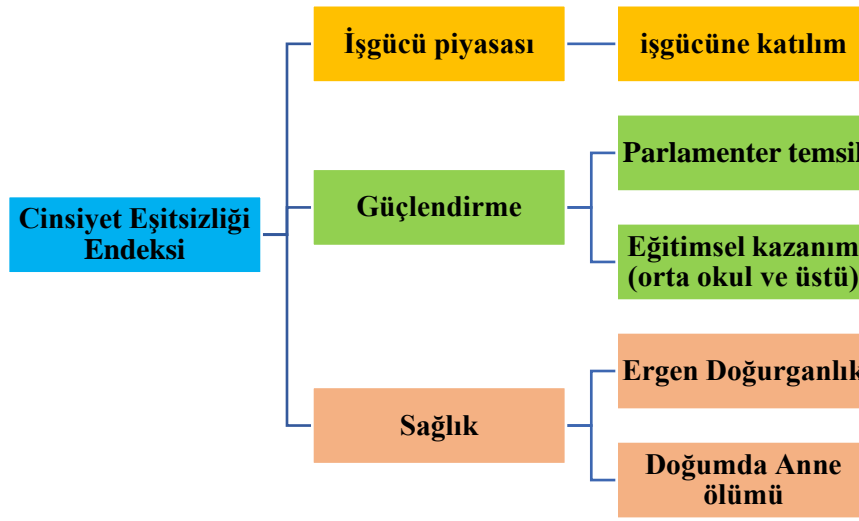 İşgücü piyasası
işgücüne katılım
Parlamenter temsil
Cinsiyet Eşitsizliği
Endeksi
Güçlendirme
Eğitimsel kazanım
(orta okul ve üstü)
Ergen Doğurganlık
Sağlık
Doğumda Anne
ölümü